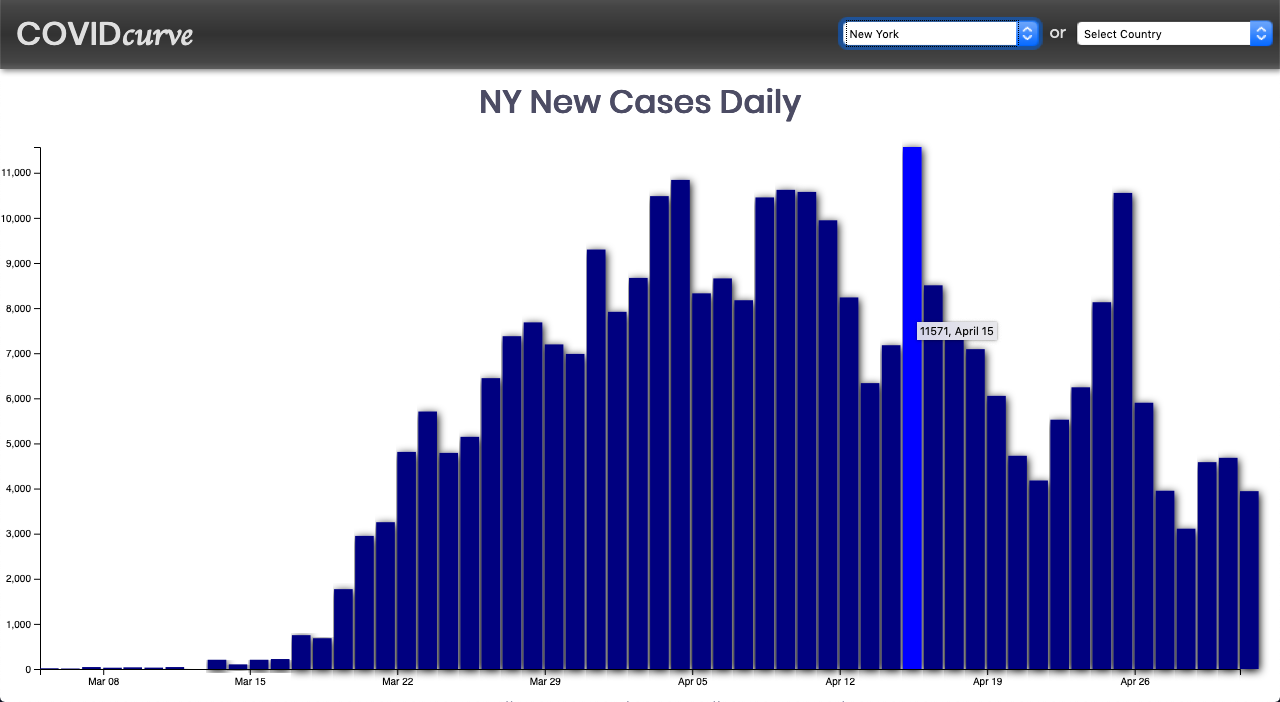 COVIDcurve
New York
or
Select Country
NY New Cases Daily
11,000
10,000
9,000
8,000
7,000
6,000
5,000
4,000
3,000
2,000
1,000
0
11571, April 15
Mar 08
Mar 15
Mar 22
Mar 29
Apr 05
Apr 12
Apr 19
Apr 26